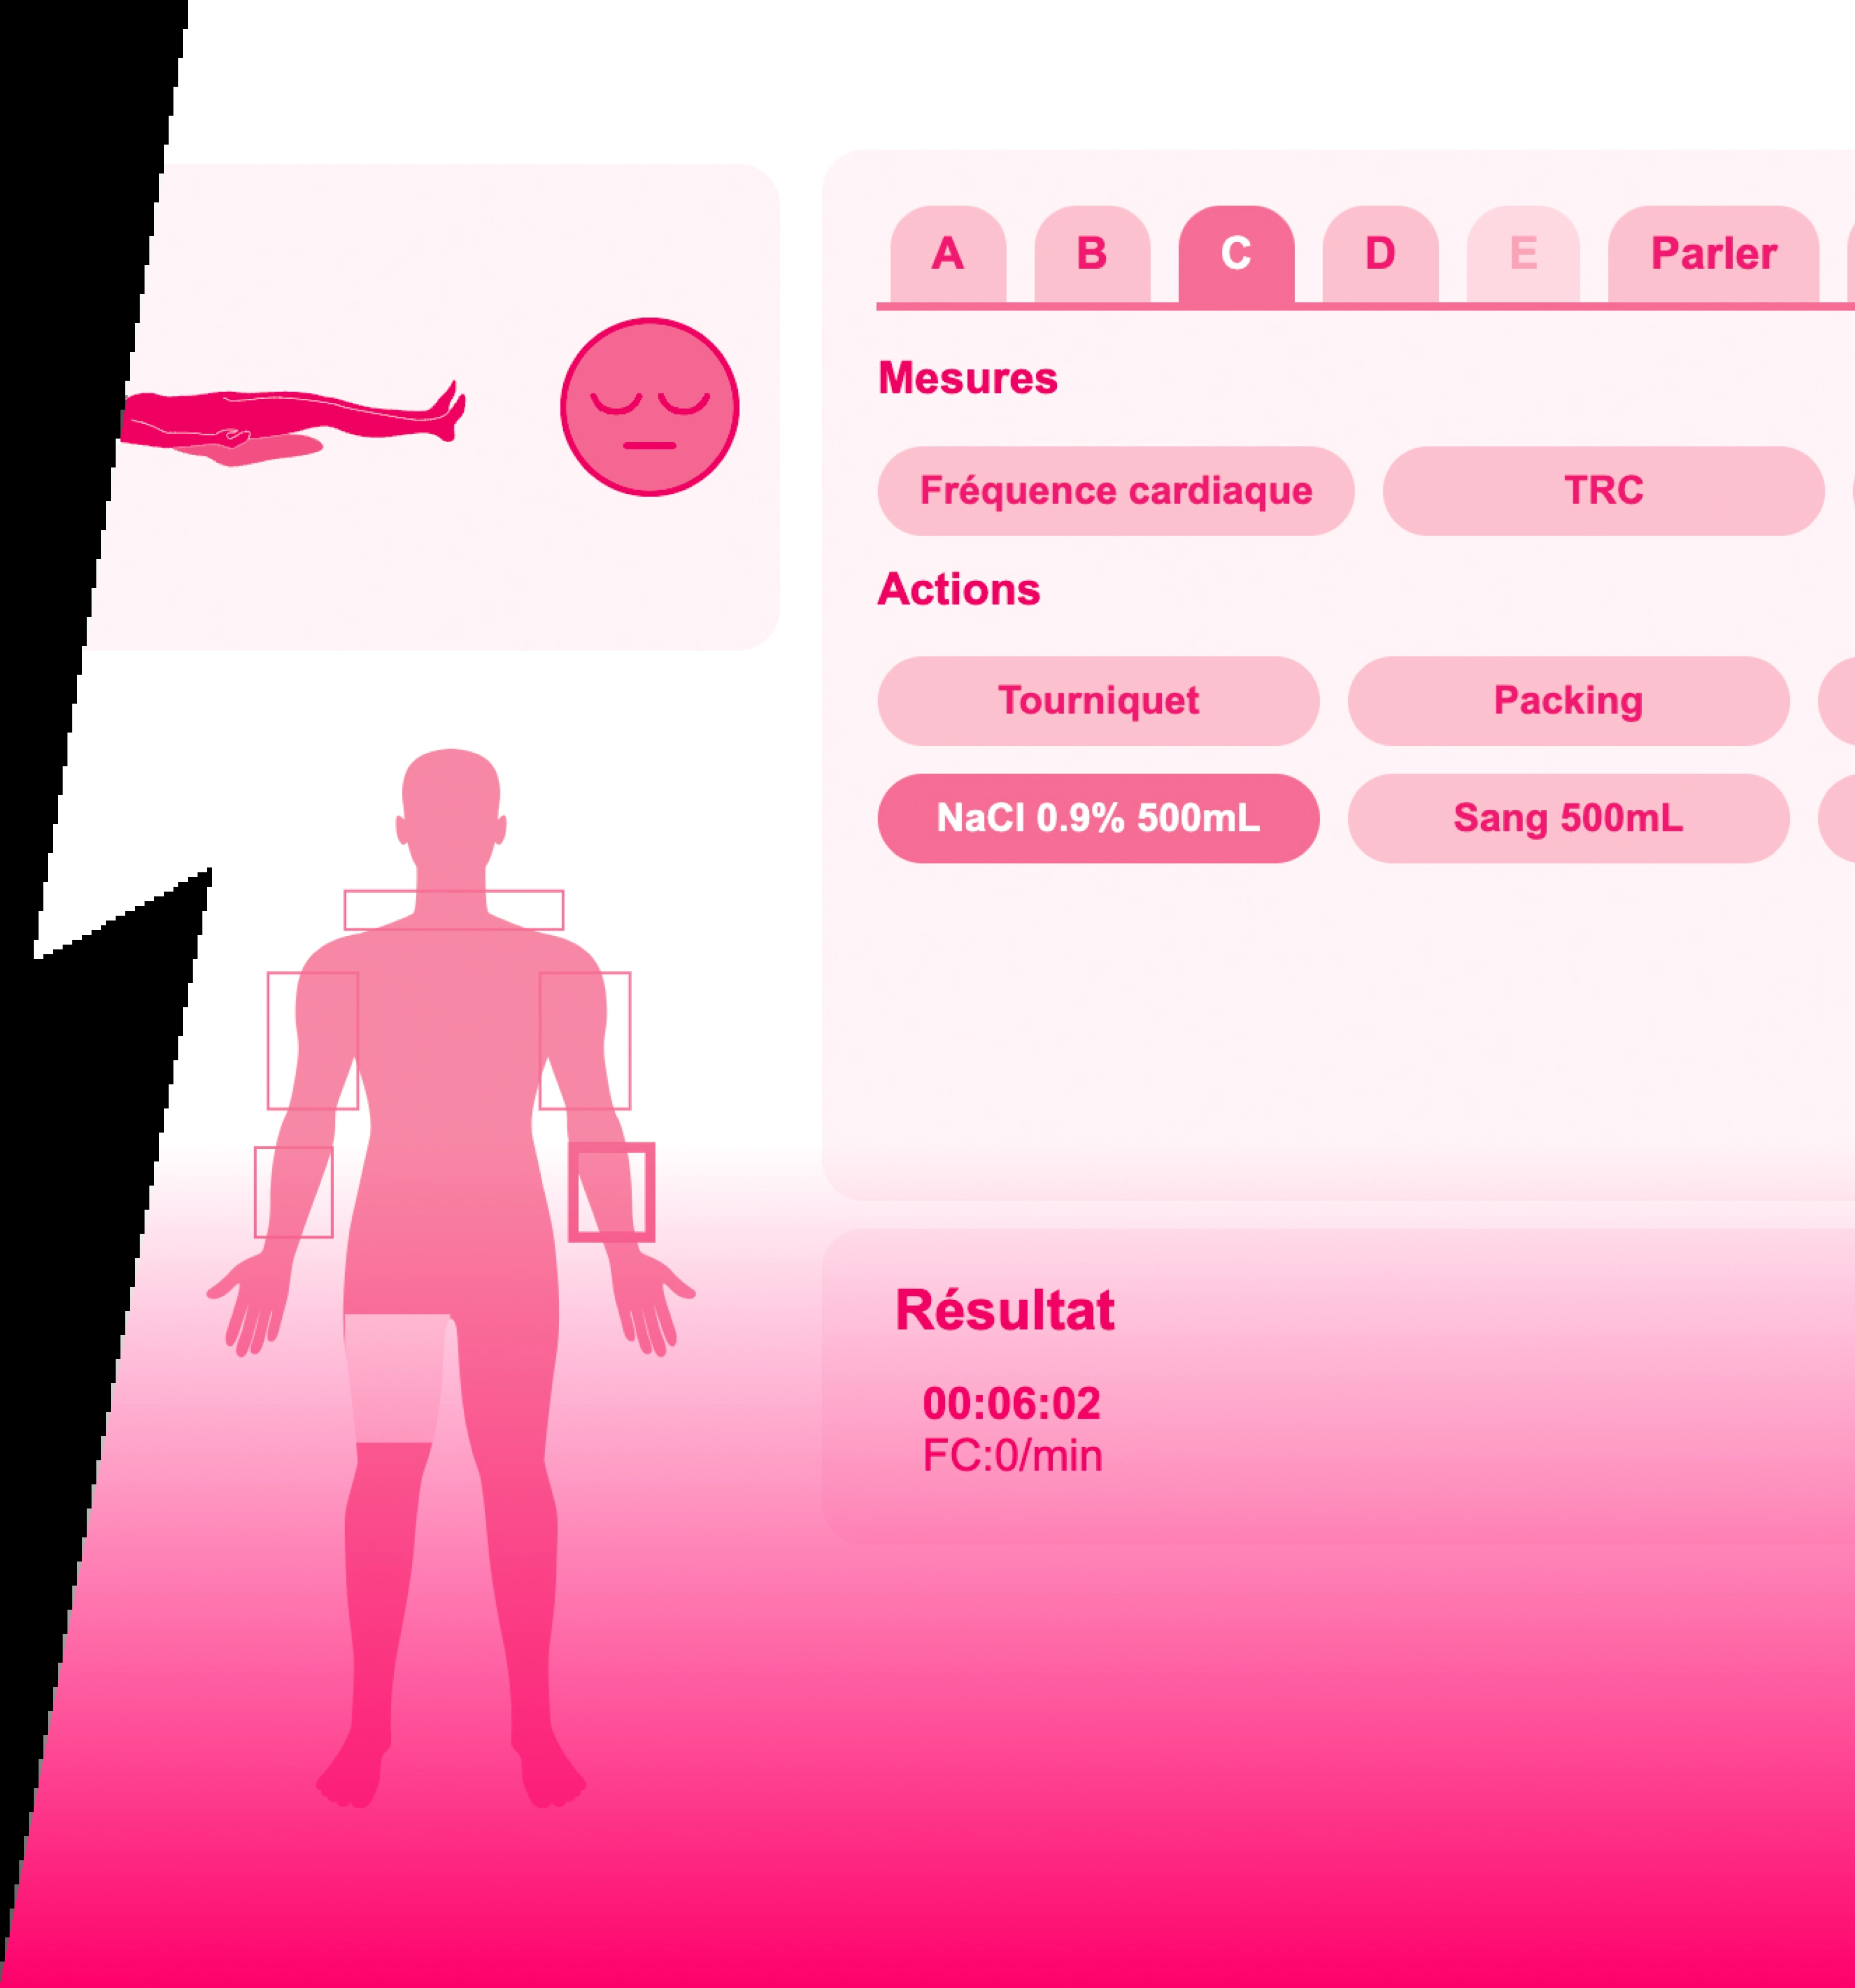 A B C D E Parler
Mesures
Fréquence cardiaque TRC
Actions
Tourniquet Packing
NaCl 0.9% 500mL Sang 500mL
Résultat
00:06:02
FC:0/min